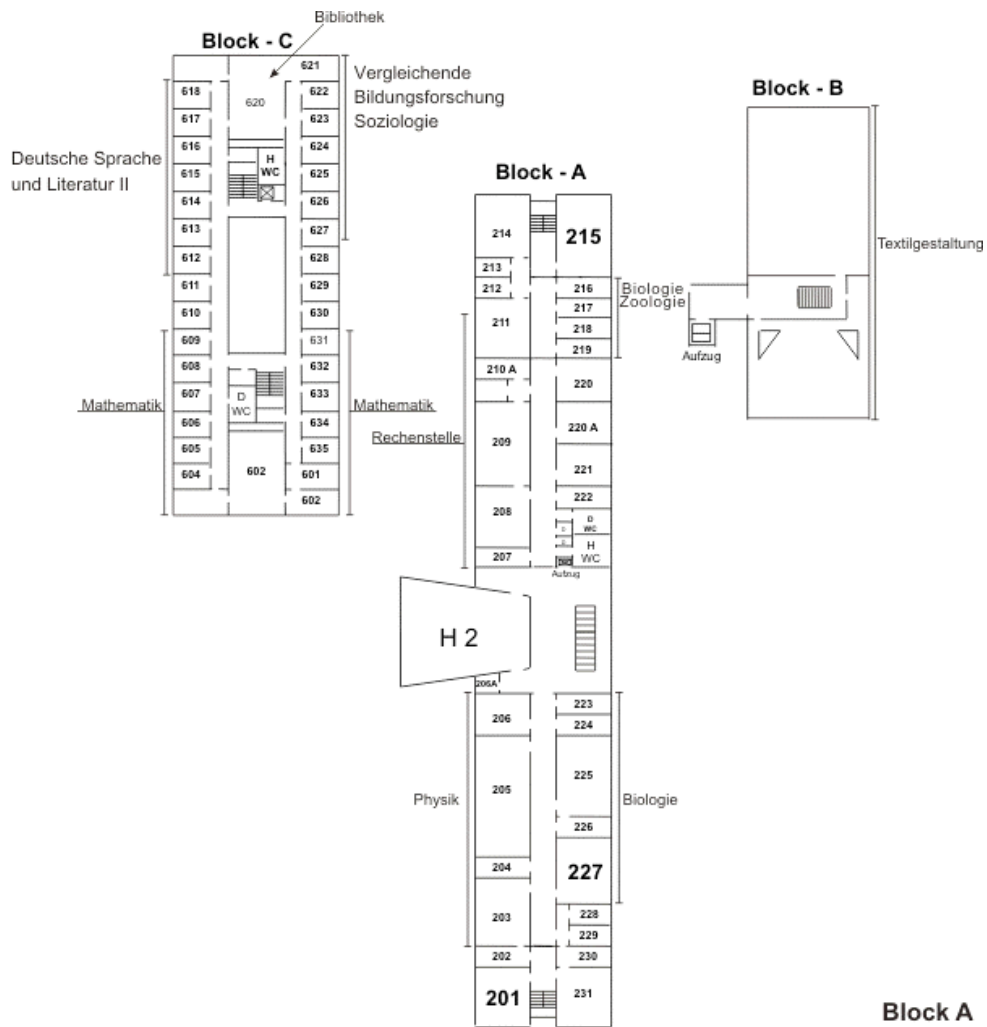 Bibliothek
Block - C
621
Vergleichende
Bildungsforschung
Soziologie
618
620
622
617
623
616
624
H
WC
Deutsche Sprache
und Literatur II
615
625
614
626
613
627
612
628
611
629
610
630
609
631
608
632
607
D
WC
633
Mathematik
Mathematik
606
634
605
635
604
602
601
602
Block - B
Textilgestaltung
Aufzug
Block - A
214
215
213
212
216
Biologie
Zoologie
217
211
218
219
210 A
220
Rechenstelle
209
220 A
221
222
208
D
WC
H
WC
207
Aufzug
H 2
206A
206
223
224
205
225
Physik
Biologie
226
204
227
203
228
229
202
230
201
231
Block A